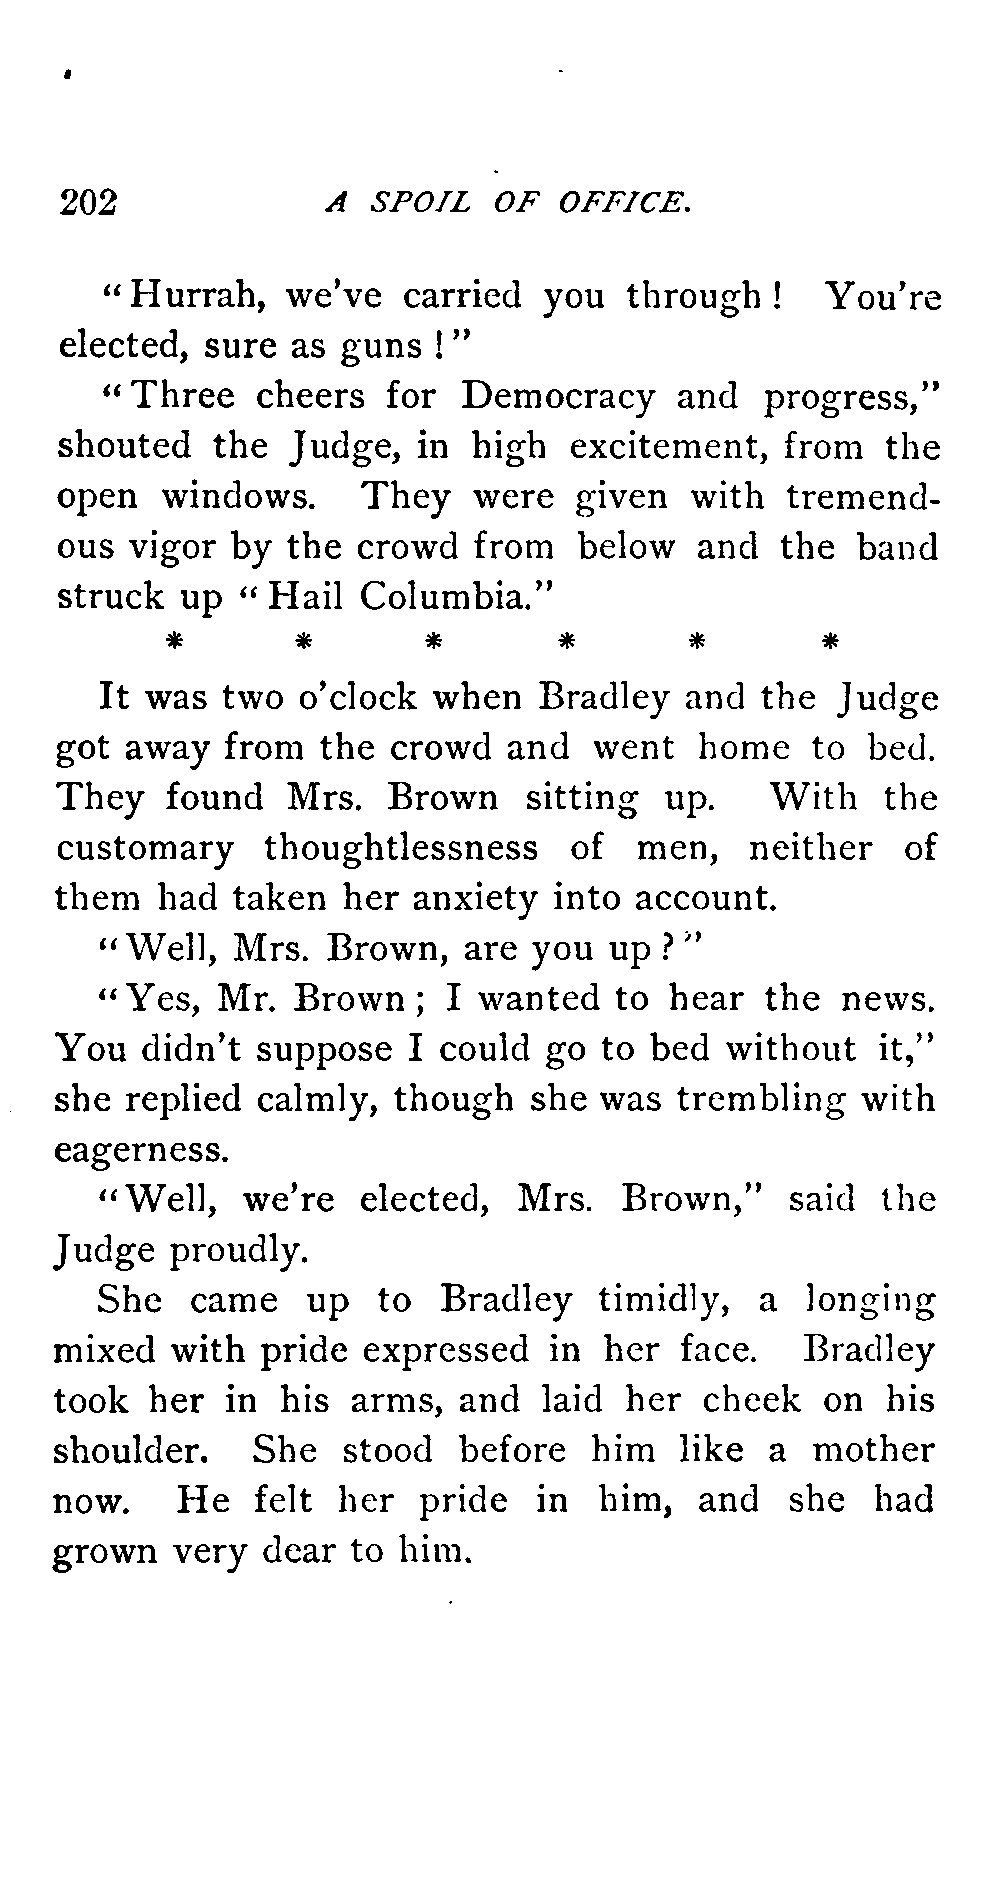 202 A SPOIL OF OFFICE.
"Hurrah, we've carried you through! You're
elected, sure as guns!"
"Three cheers for Democracy and progress,"
shouted the Judge, in high excitement, from the
open windows. They were given with tremend-
ous vigor by the crowd from below and the band
struck up "Hail Columbia."
* * * * * *
It was two o'clock when Bradley and the Judge
got away from the crowd and went home to bed.
They found Mrs. Brown sitting up. With the
customary thoughtlessness of men, neither of
them had taken her anxiety into account.
"Well, Mrs. Brown, are you up?"
"Yes, Mr. Brown; I wanted to hear the news.
You didn't suppose I could go to bed without it,"
she replied calmly, though she was trembling with
eagerness.
"Well, we're elected, Mrs. Brown," said the
Judge proudly.
She came up to Bradley timidly, a longing
mixed with pride expressed in her face. Bradley
took her in his arms, and laid her cheek on his
shoulder. She stood before him like a mother
now. He felt her pride in him, and she had
grown very dear to him.